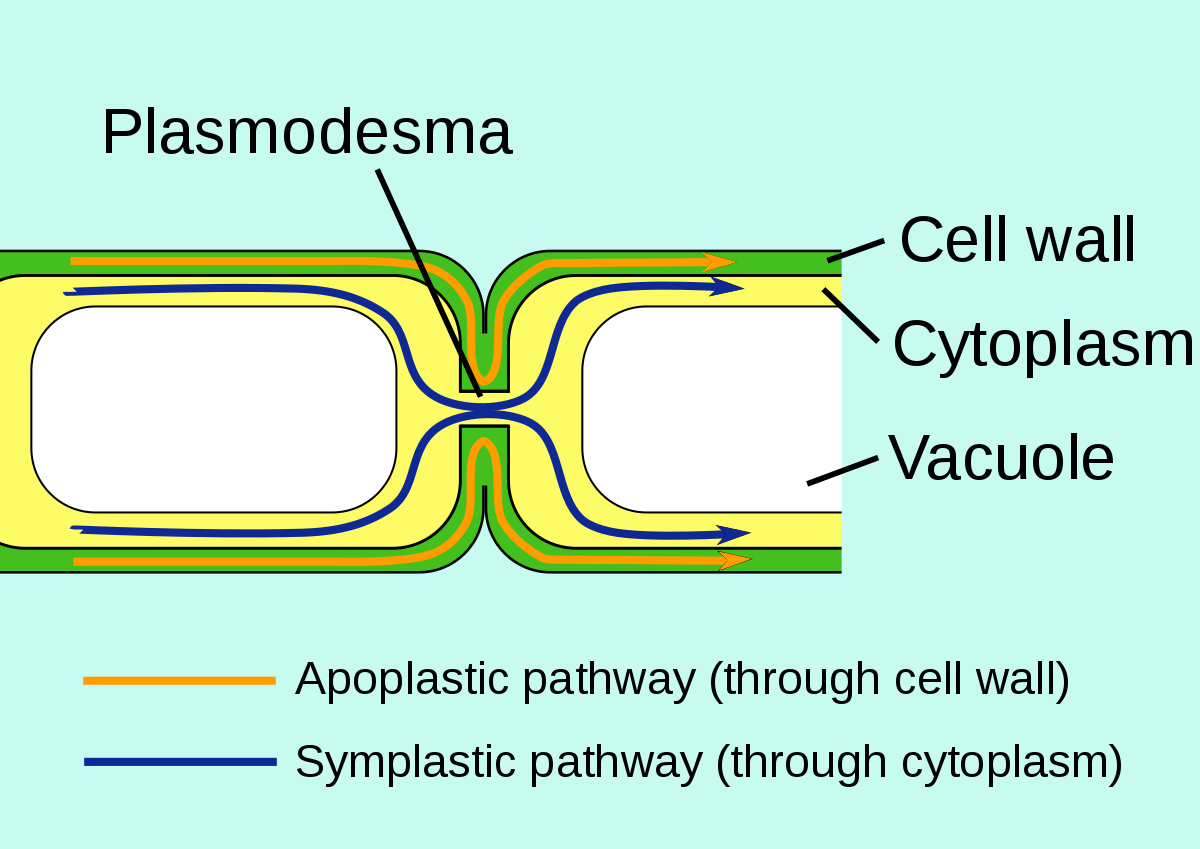 Plasmodesma
Cell wall
Cytoplasm
Vacuole
Apoplastic pathway (through cell wall)
Symplastic pathway (through cytoplasm)